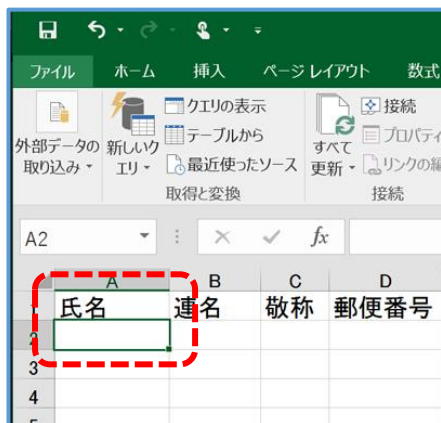 ファイル ホーム 挿入 ページ レイアウト 数式
外部データの 取り込み
新しいク エリ
クエリの表示
テーブルから
最近使ったソース
すべて 更新
接続
プロパティ
リンクの編
取得と変換 接続
A2 fx
A B C D
1 氏名 連名 敬称 郵便番号
2
3
4